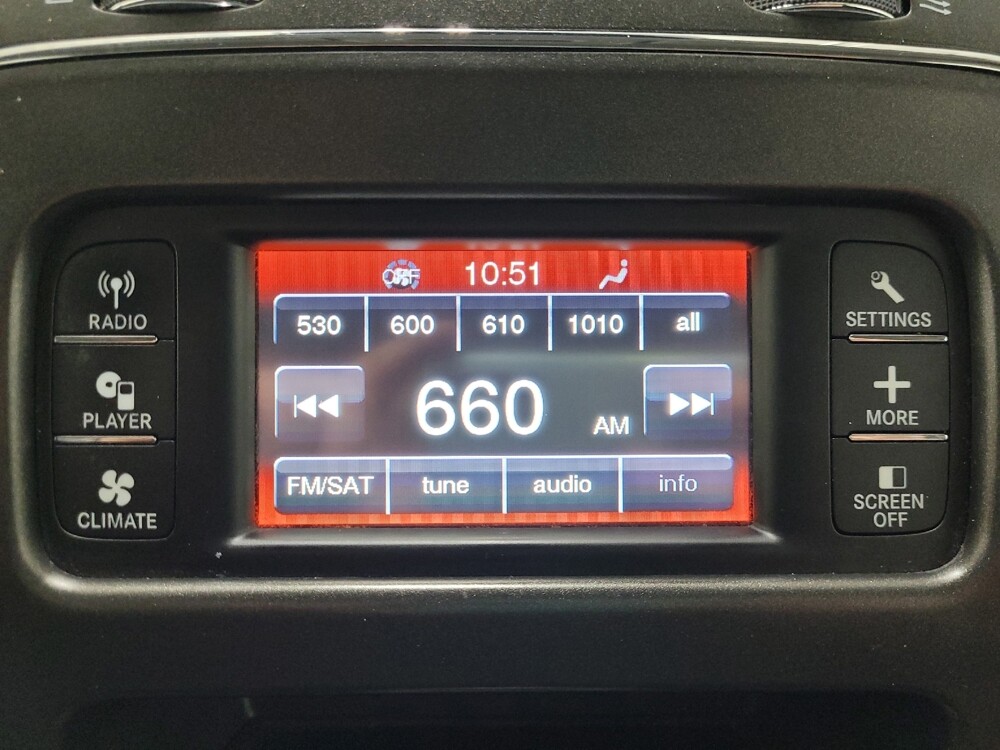 RADIO
PLAYER
CLIMATE
OFF 10:51
530 600 610 1010 all
660 AM
FM/SAT tune audio info
SETTINGS
MORE
SCREEN
OFF